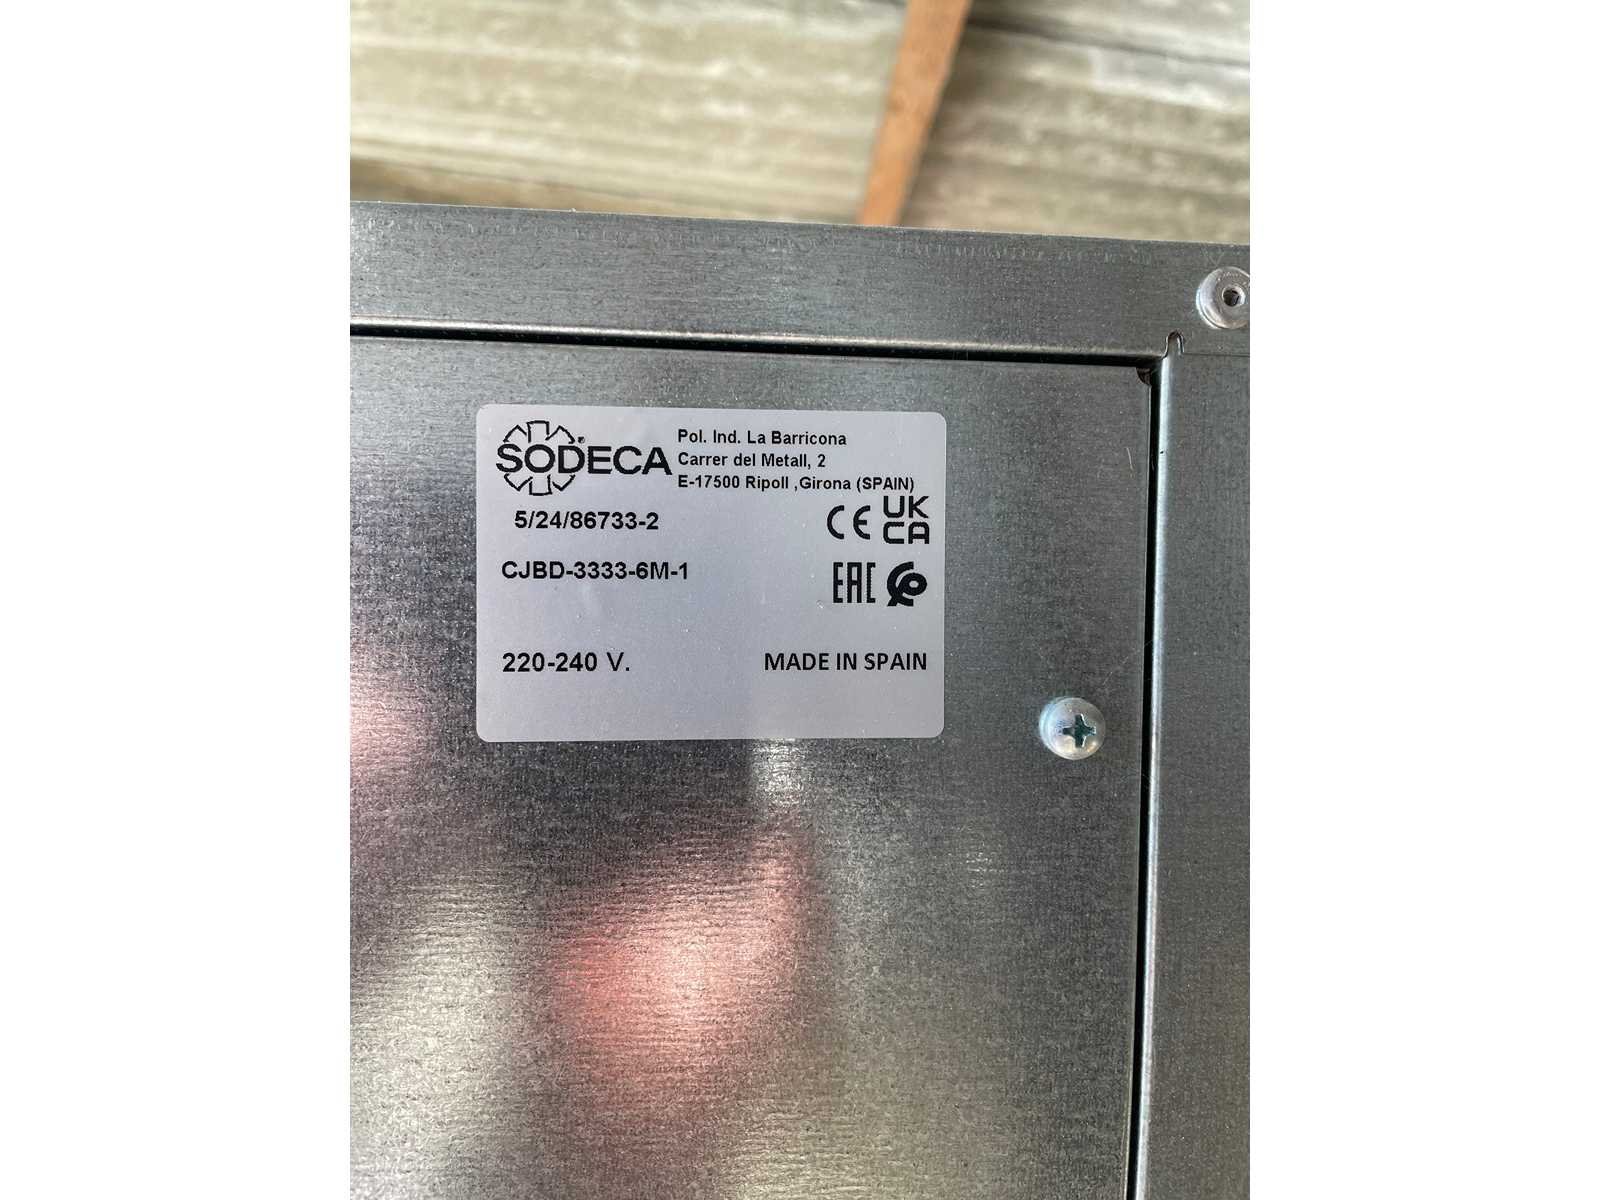 SODECA®
Pol. Ind. La Barricona
Carrer del Metall, 2
E-17500 Ripoll ,Girona (SPAIN)
5/24/86733-2
CE UK CA
CJBD-3333-6M-1
EAC
220-240 V.
MADE IN SPAIN